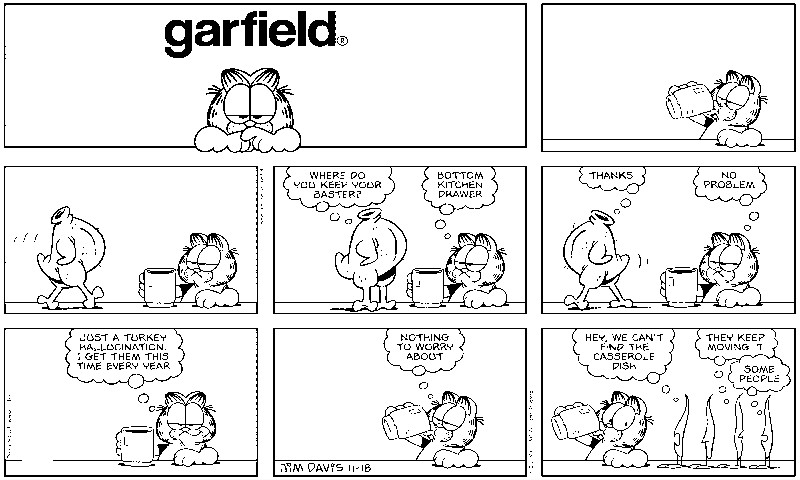 garfield®
WHERE DO
YOU KEEP YOUR
BASTER?
BOTTOM
KITCHEN
DRAWER
THANKS
NO
PROBLEM
JUST A TURKEY
HALLUCINATION.
I GET THEM THIS
TIME EVERY YEAR
NOTHING
TO WORRY
ABOUT
JIM DAVIS 11-18
HEY, WE CAN'T
FIND THE
CASSEROLE
DISH
THEY KEEP
MOVING IT
SOME
PEOPLE